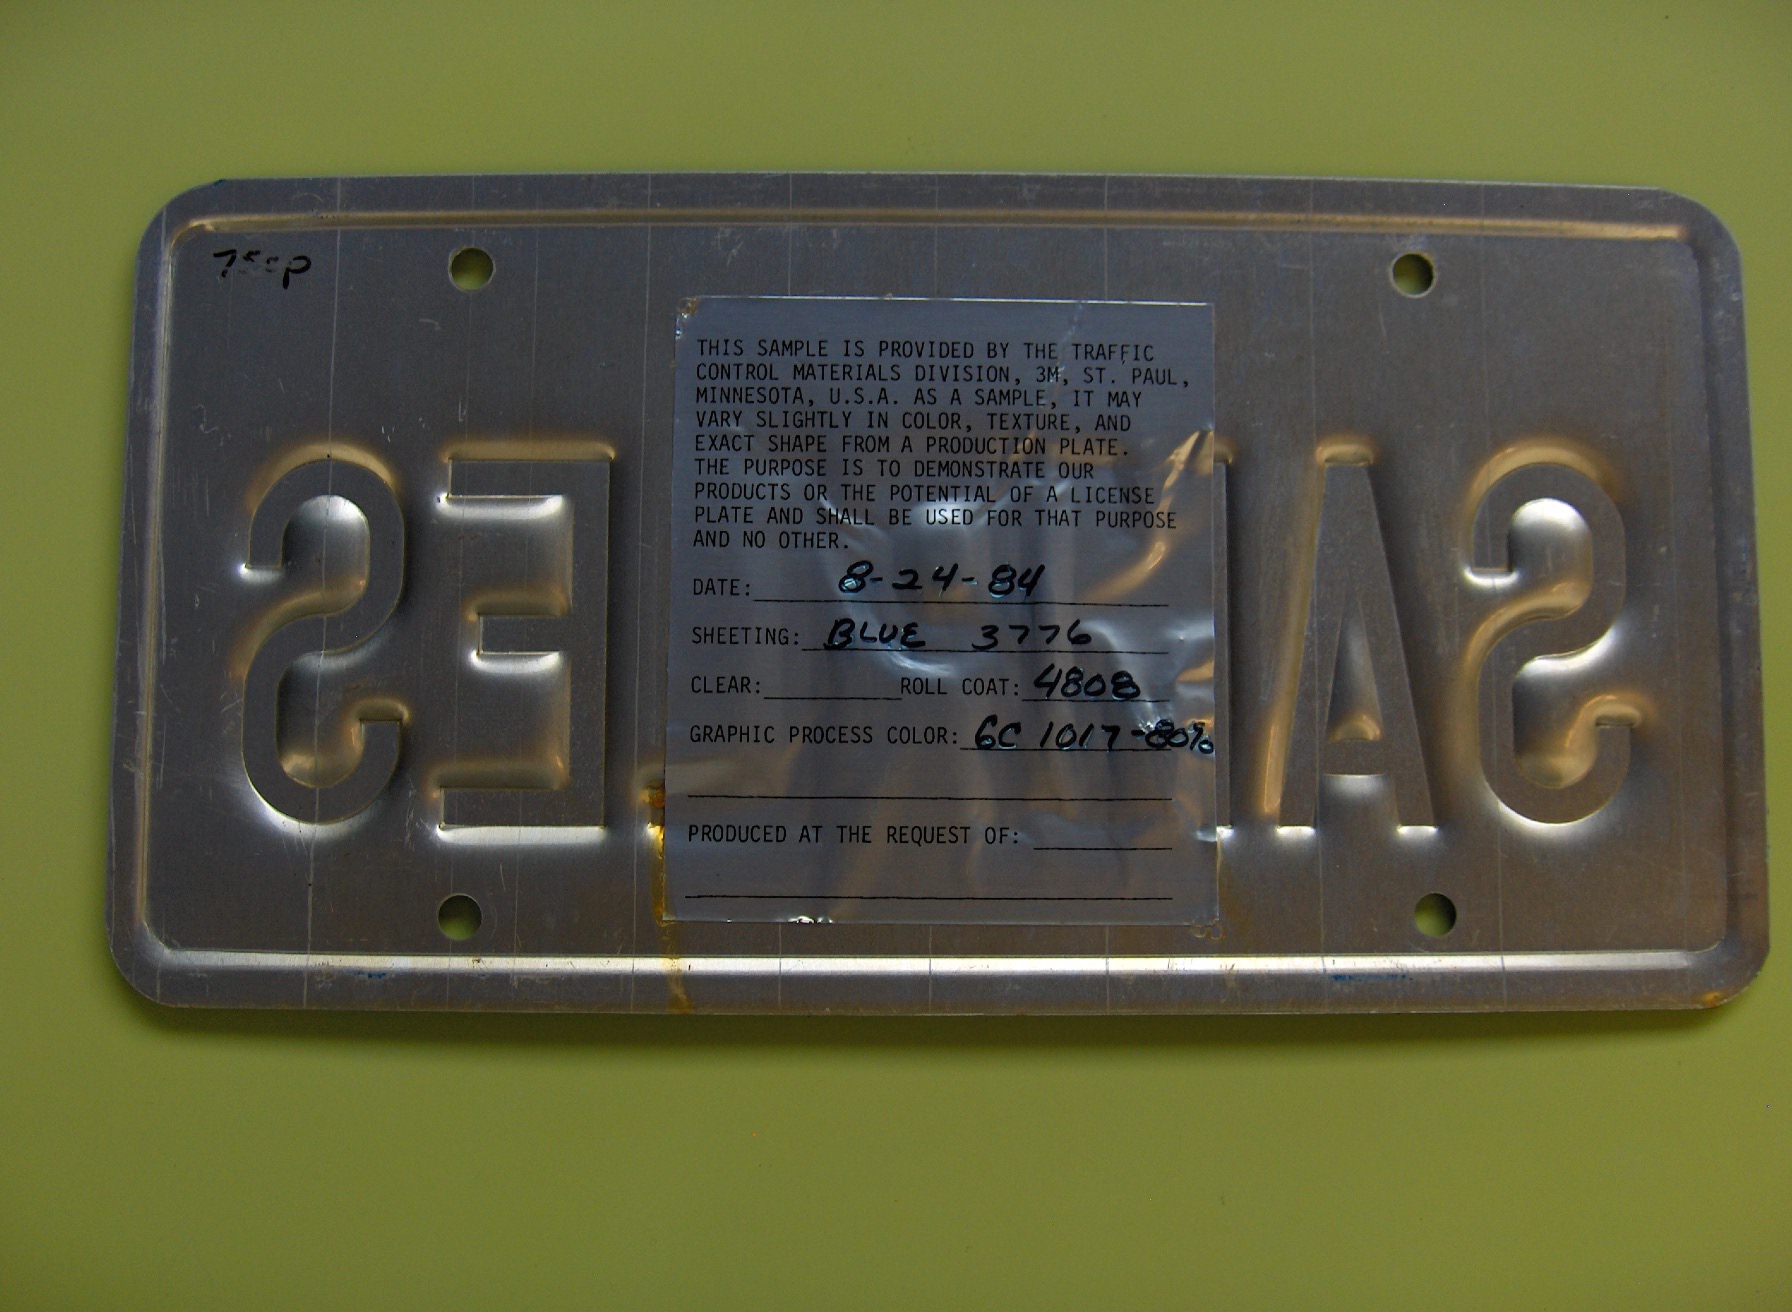 THIS SAMPLE IS PROVIDED BY THE TRAFFIC
CONTROL MATERIALS DIVISION, 3M, ST. PAUL,
MINNESOTA, U.S.A. AS A SAMPLE, IT MAY
VARY SLIGHTLY IN COLOR, TEXTURE, AND
EXACT SHAPE FROM A PRODUCTION PLATE.
THE PURPOSE IS TO DEMONSTRATE OUR
PRODUCTS OR THE POTENTIAL OF A LICENSE
PLATE AND SHALL BE USED FOR THAT PURPOSE
AND NO OTHER.
DATE: 8-24-84
SHEETING: BLUE 3776
CLEAR: ROLL COAT: 4808
GRAPHIC PROCESS COLOR: GC 1017-80%
PRODUCED AT THE REQUEST OF: